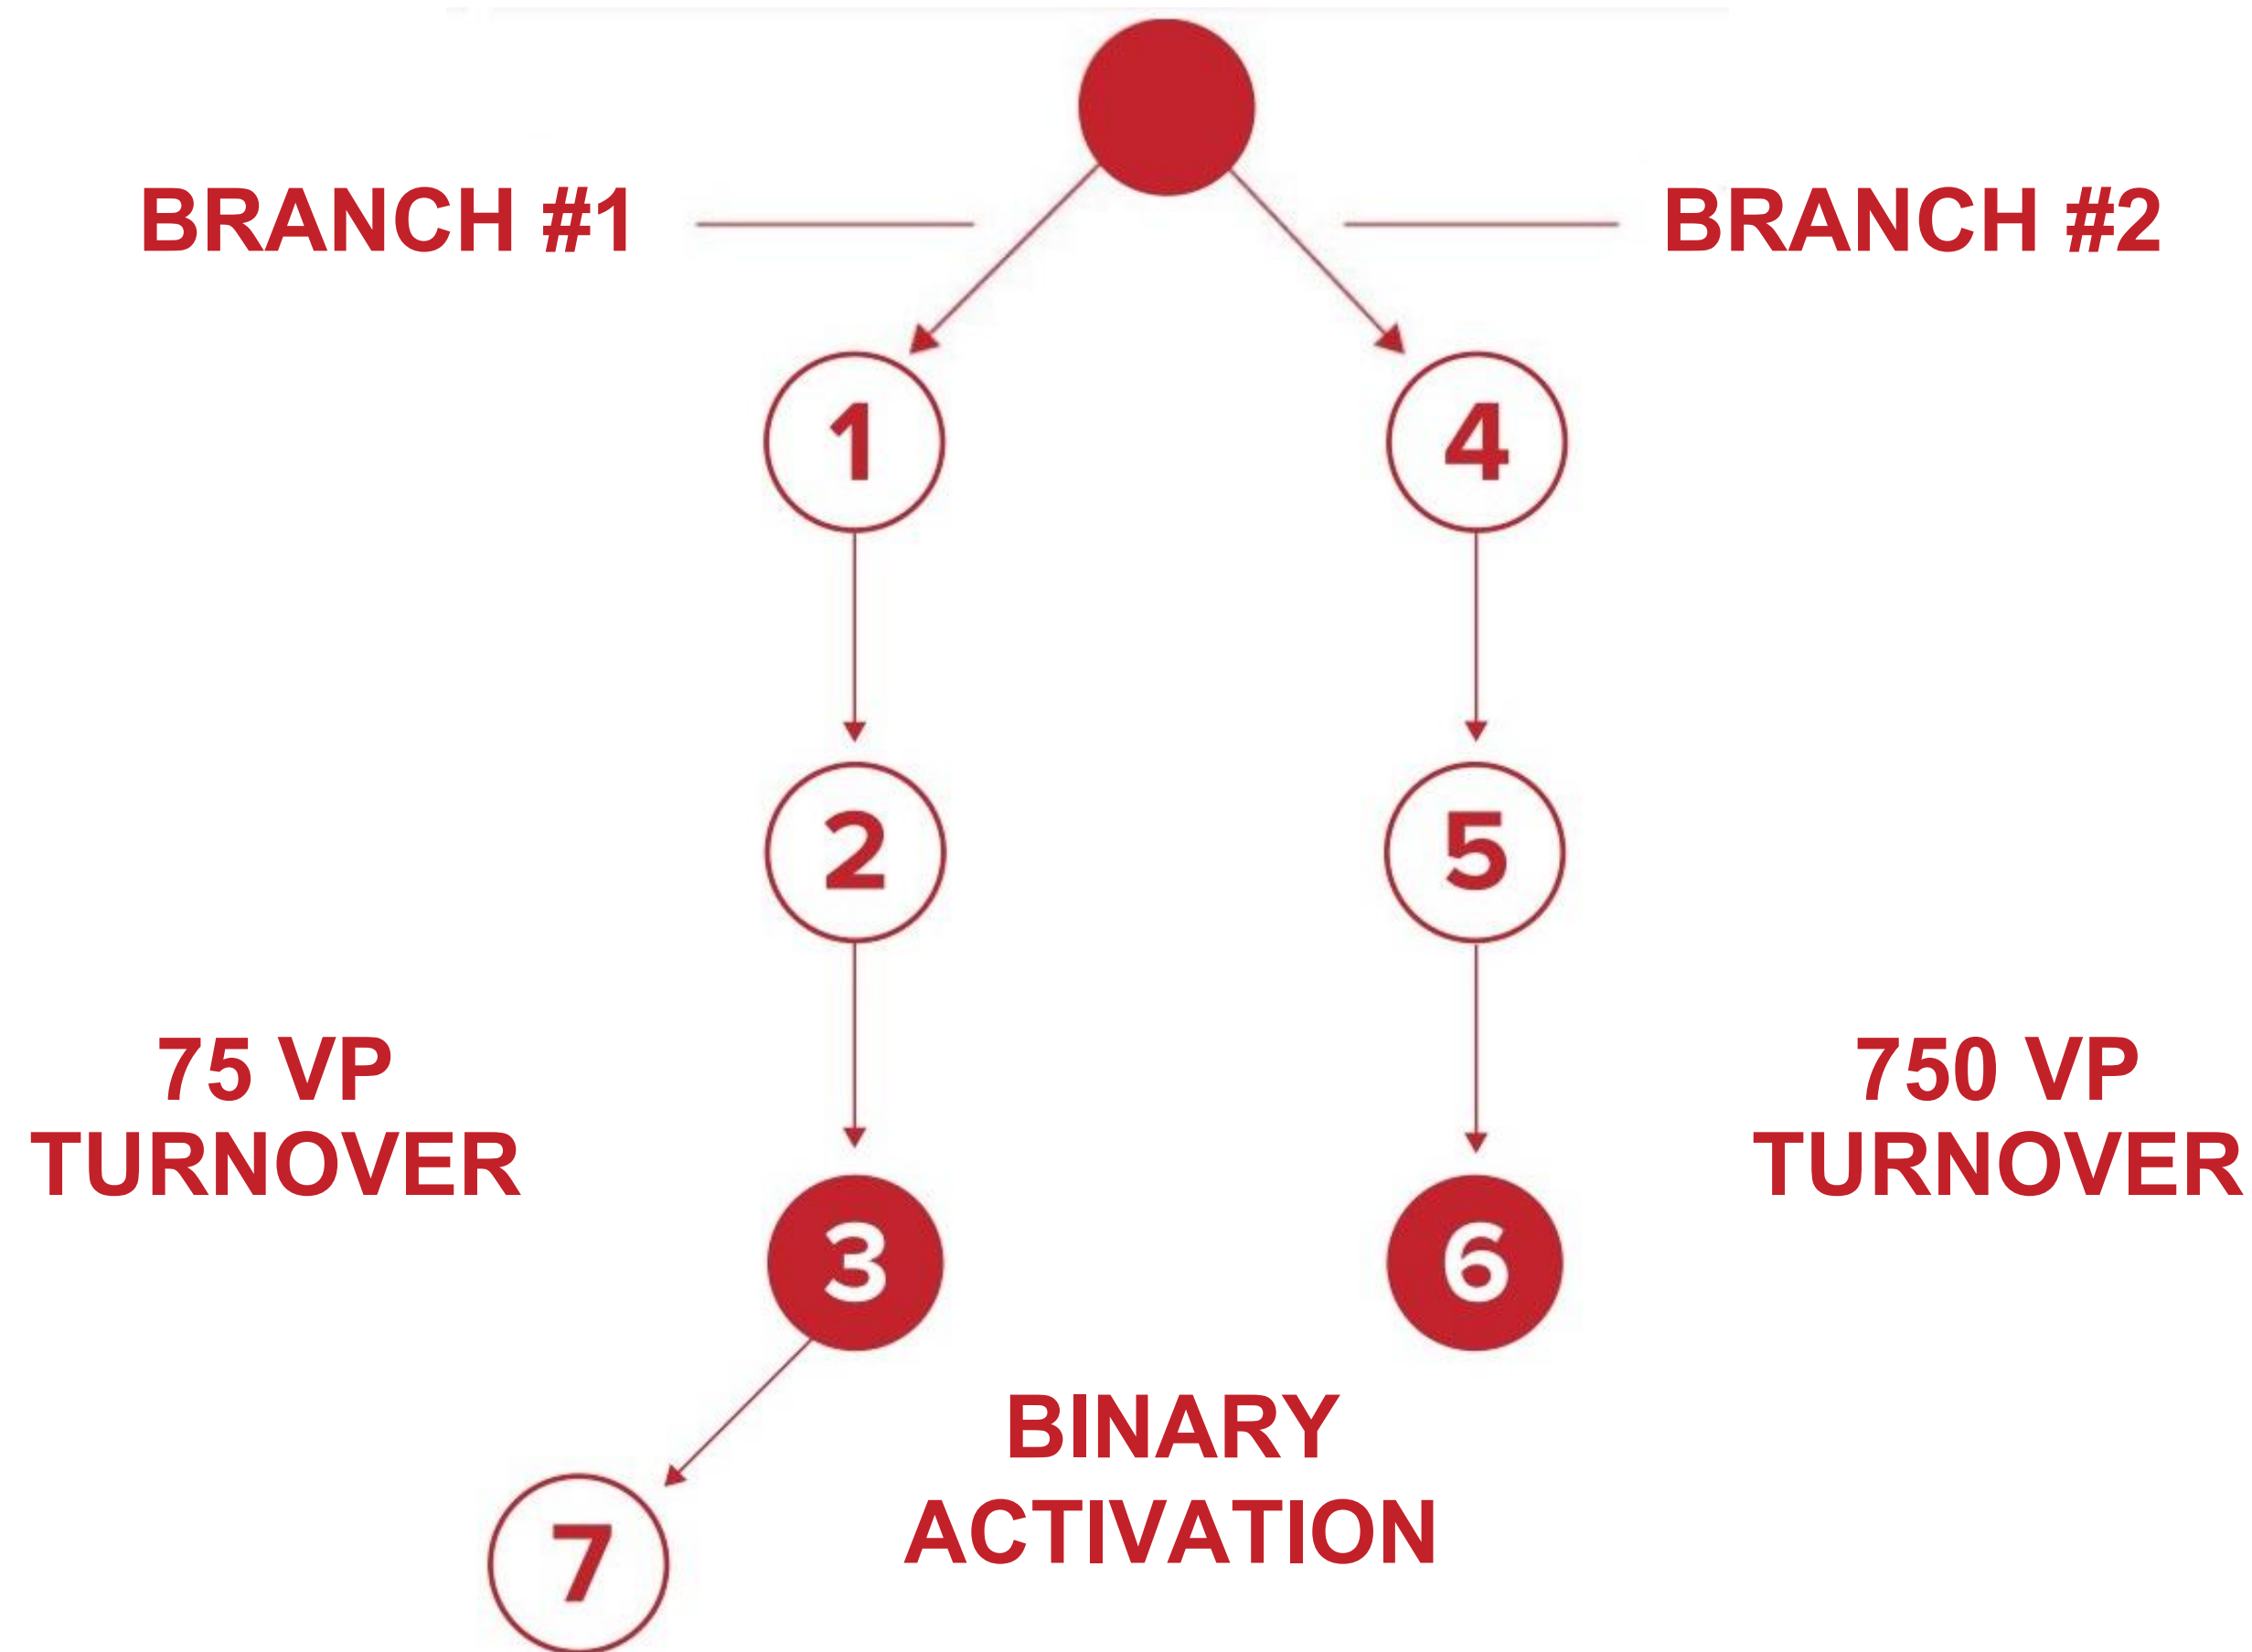 BRANCH #1
BRANCH #2
1
4
2
5
75 VP
TURNOVER
750 VP
TURNOVER
3
6
BINARY
ACTIVATION
7